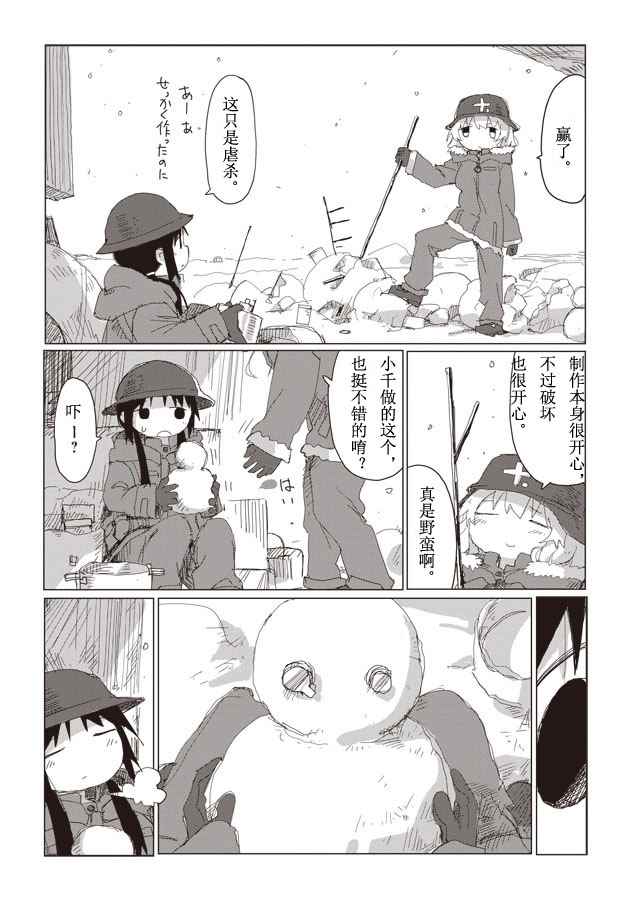 赢了。
这只是虐杀。
あーあ
せっかく作ったのに
制作本身很开心，
不过破坏
也很开心。
真是野蛮啊。
小千做的这个，
也挺不错的唷？
はい
吓ー？